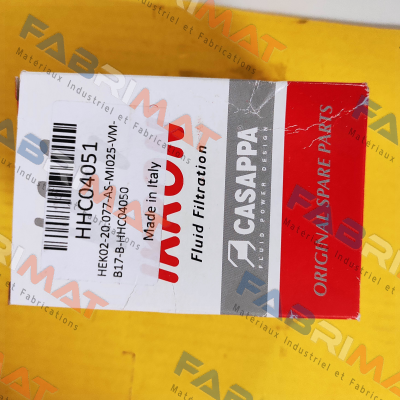 HHC04051
HEK02-20.077-AS-MI025-VM-
B17-B-HHC04050
Made in Italy
Fluid Filtration
CASAPPA
FLUID POWER DESIGN
ORIGINAL SPARE PARTS
FABRIMAT
Materiaux Industriel et Fabrications